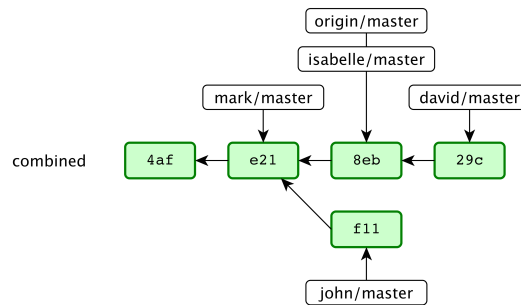 origin/master
isabelle/master
mark/master
david/master
combined
4af
e21
8eb
29c
f11
john/master